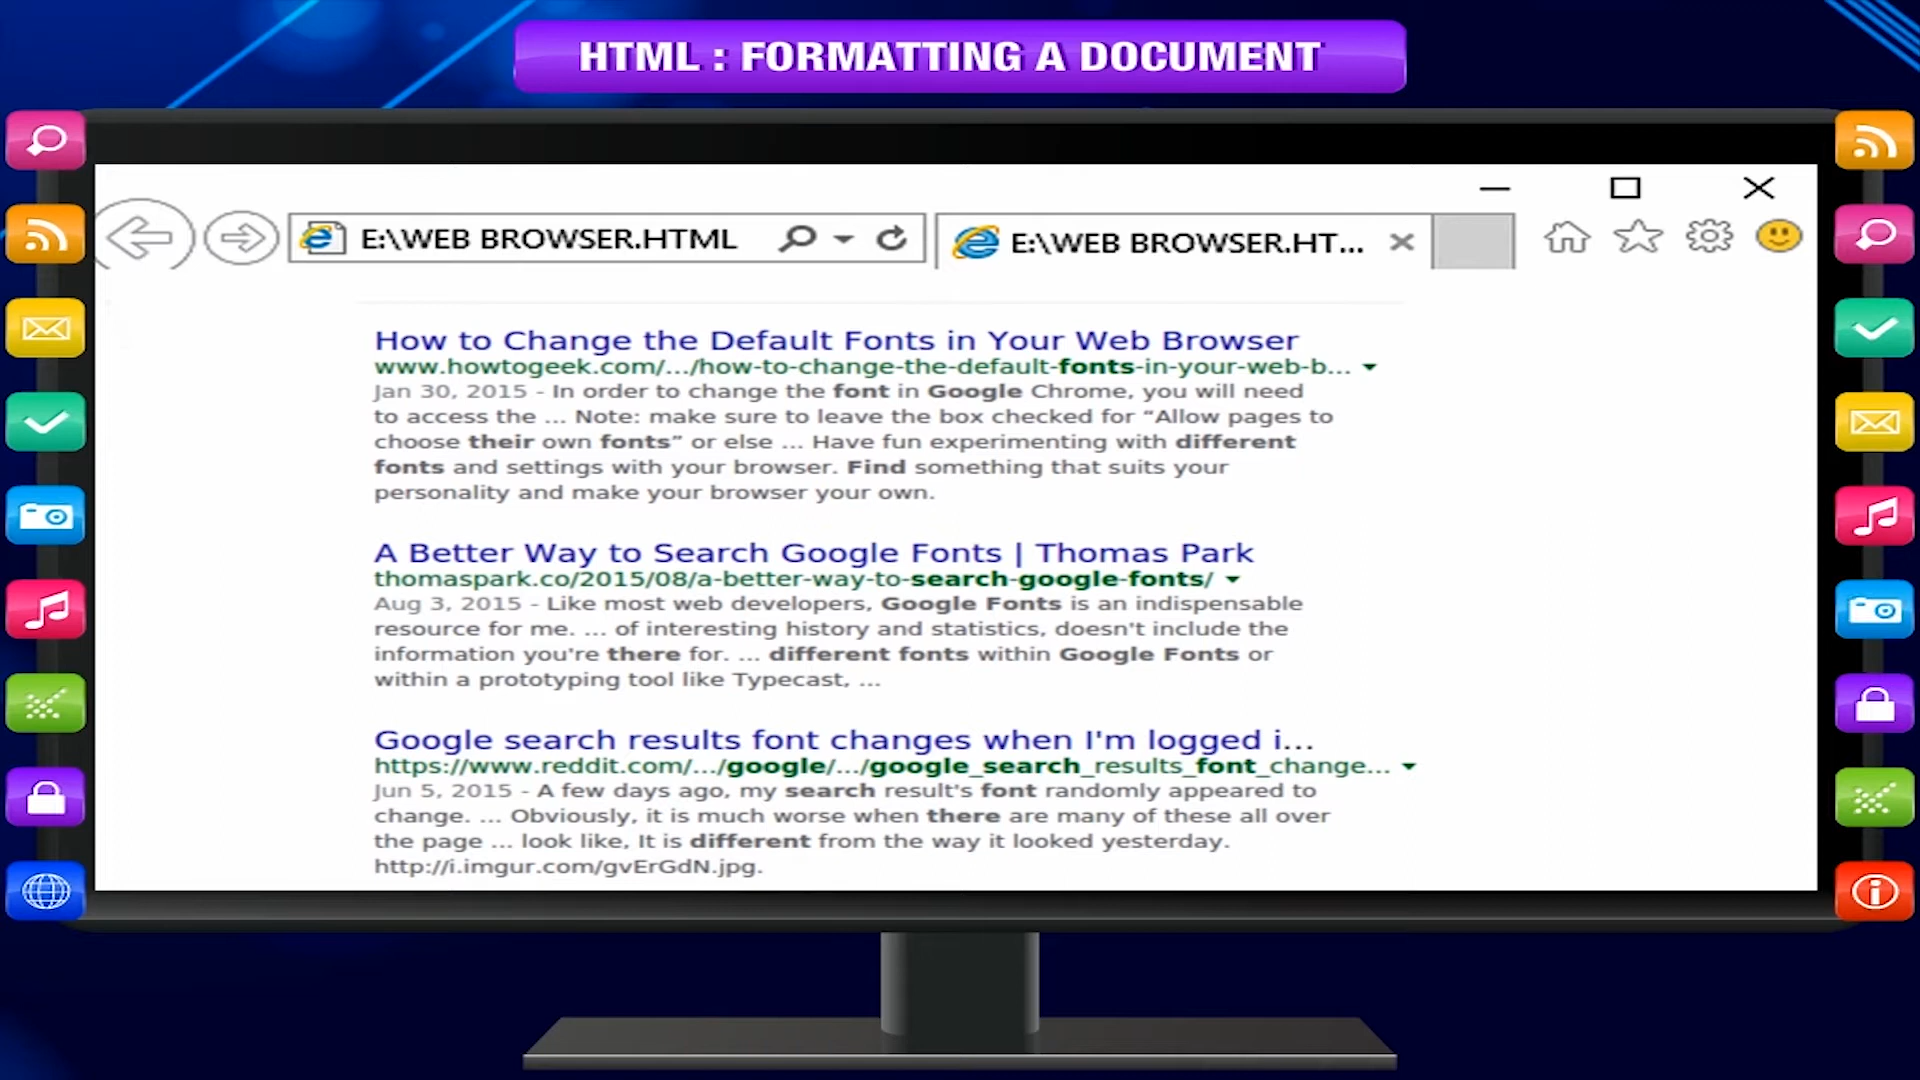 HTML : FORMATTING A DOCUMENT
E:\WEB BROWSER.HTML
E:\WEB BROWSER.HT...
How to Change the Default Fonts in Your Web Browser
www.howtogeek.com/.../how-to-change-the-default-fonts-in-your-web-b...
Jan 30, 2015 - In order to change the font in Google Chrome, you will need
to access the ... Note: make sure to leave the box checked for “Allow pages to
choose their own fonts” or else ... Have fun experimenting with different
fonts and settings with your browser. Find something that suits your
personality and make your browser your own.
A Better Way to Search Google Fonts | Thomas Park
thomaspark.co/2015/08/a-better-way-to-search-google-fonts/
Aug 3, 2015 - Like most web developers, Google Fonts is an indispensable
resource for me. ... of interesting history and statistics, doesn't include the
information you're there for. ... different fonts within Google Fonts or
within a prototyping tool like Typecast, ...
Google search results font changes when I'm logged i...
https://www.reddit.com/.../google/.../google_search_results_font_change...
Jun 5, 2015 - A few days ago, my search result's font randomly appeared to
change. ... Obviously, it is much worse when there are many of these all over
the page ... look like, It is different from the way it looked yesterday.
http://i.imgur.com/gvErGdN.jpg.